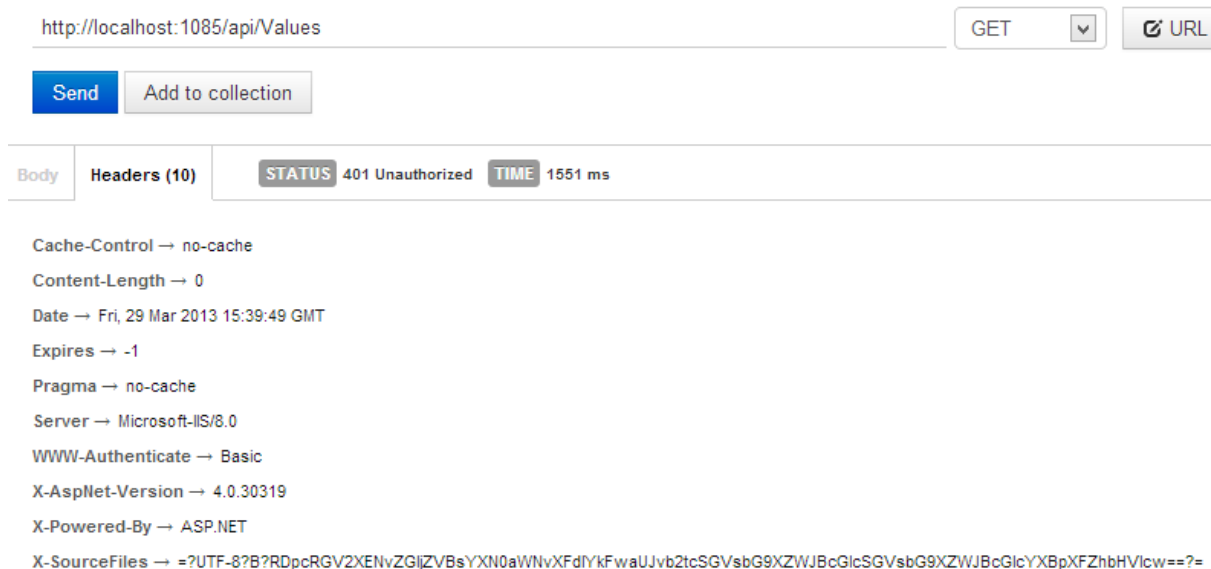 http://localhost:1085/api/Values GET URL
Send Add to collection
Body Headers (10) STATUS 401 Unauthorized TIME 1551 ms
Cache-Control → no-cache
Content-Length → 0
Date → Fri, 29 Mar 2013 15:39:49 GMT
Expires → -1
Pragma → no-cache
Server → Microsoft-IIS/8.0
WWW-Authenticate → Basic
X-AspNet-Version → 4.0.30319
X-Powered-By → ASP.NET
X-SourceFiles →